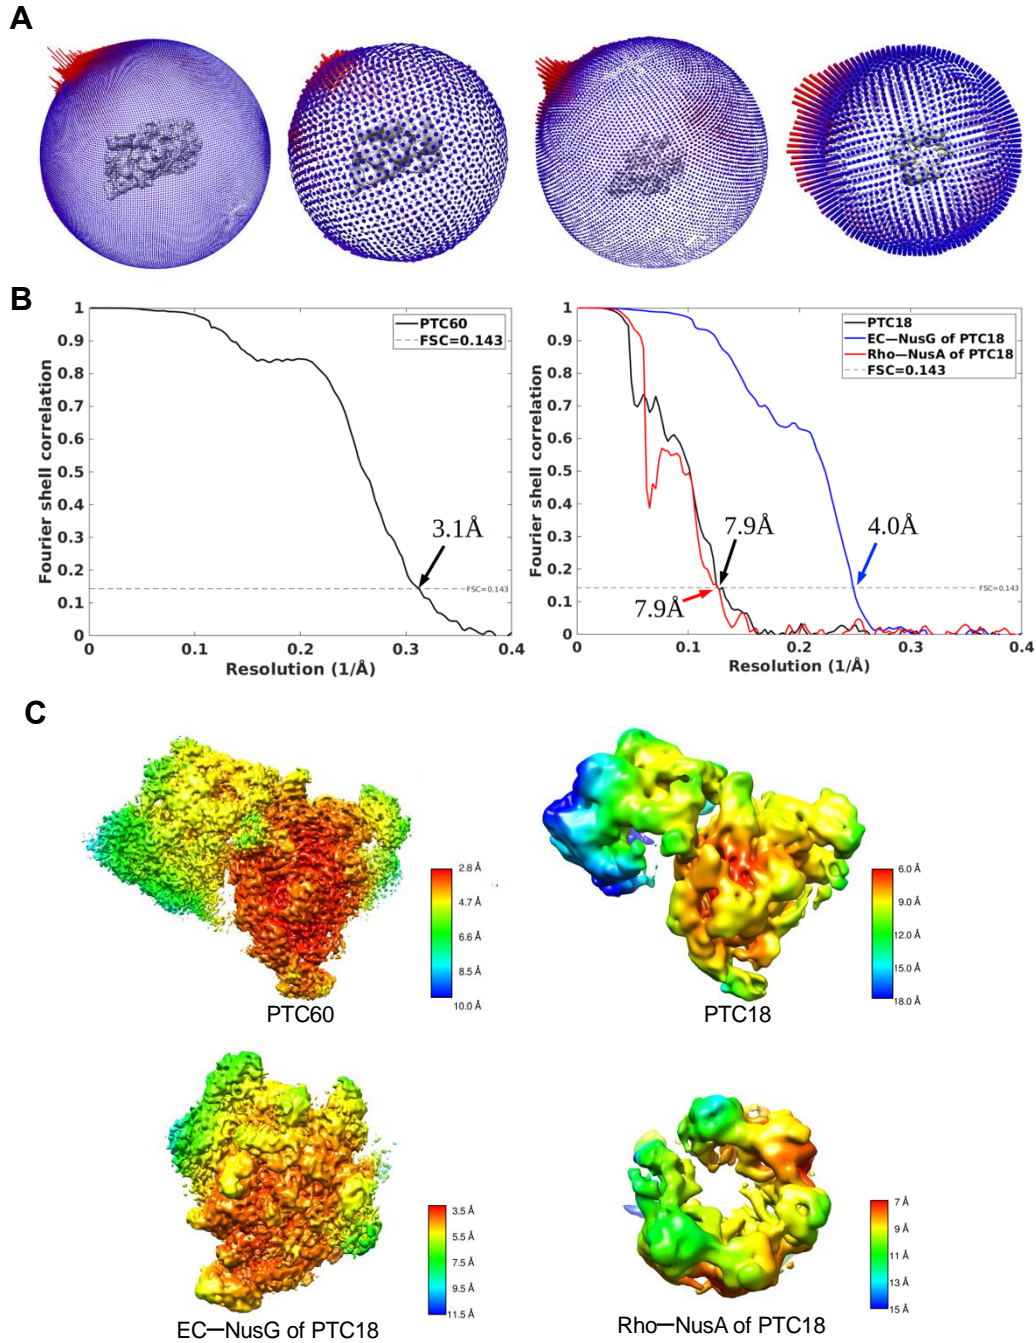 A
B
1
0.9
0.8
0.7
0.6
0.5
0.4
0.3
0.2
0.1
0
Fourier shell correlation
PTC60
FSC=0.143
3.1Å
FSC=0.143
0
0.1
0.2
0.3
0.4
Resolution (1/Å)
1
0.9
0.8
0.7
0.6
0.5
0.4
0.3
0.2
0.1
0
Fourier shell correlation
PTC18
EC—NusG of PTC18
Rho—NusA of PTC18
FSC=0.143
7.9Å
4.0Å
7.9Å
FSC=0.143
0
0.1
0.2
0.3
0.4
Resolution (1/Å)
C
2.8 Å
4.7 Å
6.6 Å
8.5 Å
10.0 Å
PTC60
6.0 Å
9.0 Å
12.0 Å
15.0 Å
18.0 Å
PTC18
3.5 Å
5.5 Å
7.5 Å
9.5 Å
11.5 Å
EC—NusG of PTC18
7 Å
9 Å
11 Å
13 Å
15 Å
Rho—NusA of PTC18